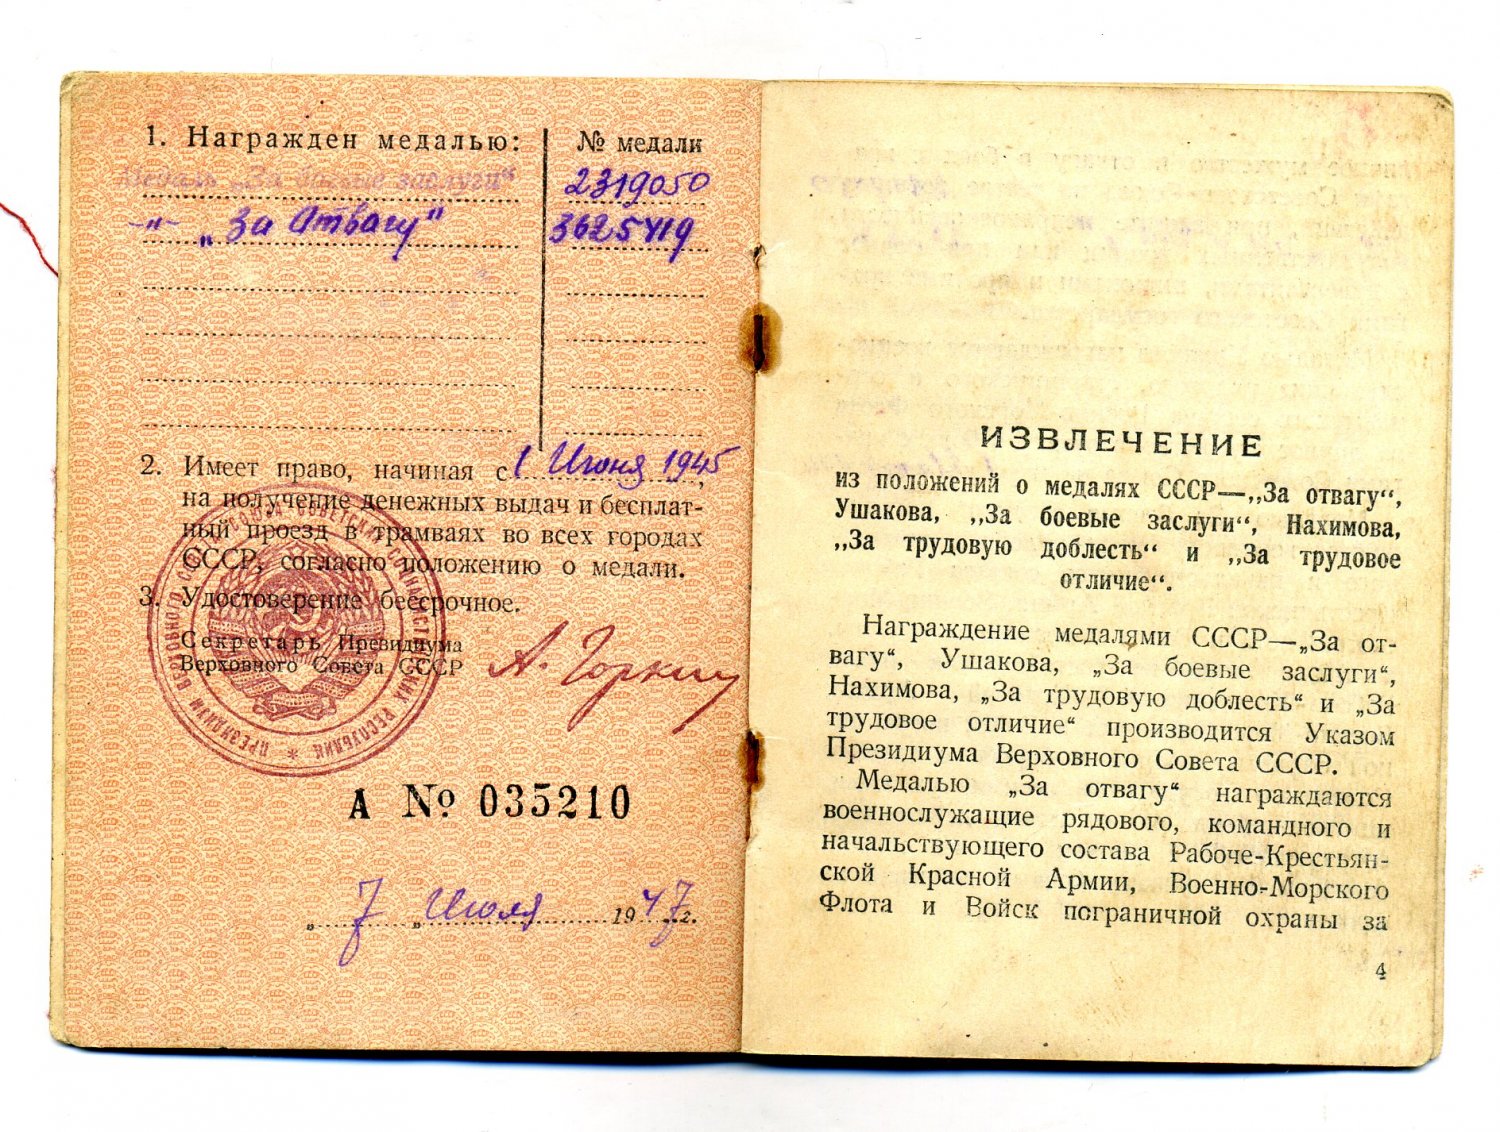 1. Награжден медалью:
№ медали
Медаль „За боевые заслуги“
2319050
-"- „За Отвагу“
3625419
2. Имеет право, начиная с 1 Июня 1945,
на получение денежных выдач и бесплат-
ный проезд в трамваях во всех городах
СССР, согласно положению о медали.
3. Удостоверение бессрочное.
Секретарь Президиума
Верховного Совета СССР
А. Горкин
А № 035210
„ 7 „ Июля 1947 г.
ИЗВЛЕЧЕНИЕ
из положений о медалях СССР—„За отвагу“,
Ушакова, „За боевые заслуги“, Нахимова,
„За трудовую доблесть“ и „За трудовое
отличие“.
Награждение медалями СССР—„За от-
вагу“, Ушакова, „За боевые заслуги“,
Нахимова, „За трудовую доблесть“ и „За
трудовое отличие“ производится Указом
Президиума Верховного Совета СССР.
Медалью „За отвагу“ награждаются
военнослужащие рядового, командного и
начальствующего состава Рабоче-Крестьян-
ской Красной Армии, Военно-Морского
Флота и Войск пограничной охраны за
4